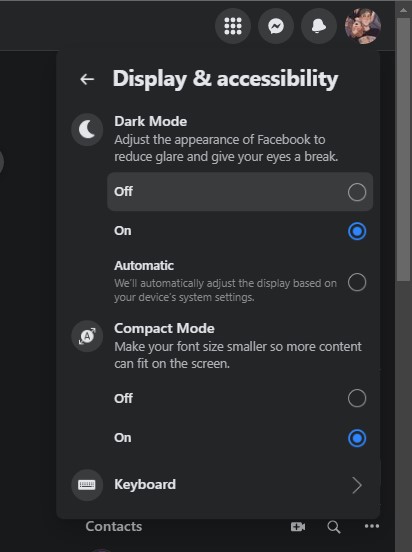 Display & accessibility
Dark Mode
Adjust the appearance of Facebook to
reduce glare and give your eyes a break.
Off
On
Automatic
We'll automatically adjust the display based on
your device's system settings.
Compact Mode
Make your font size smaller so more content
can fit on the screen.
Off
On
Keyboard
Contacts